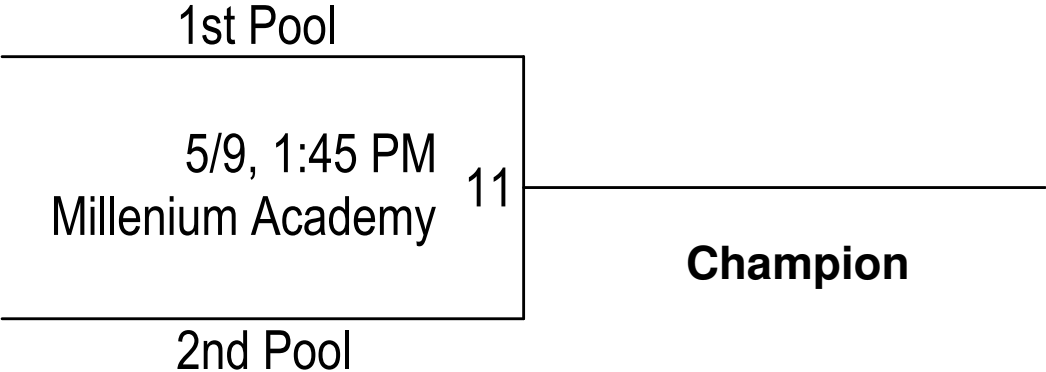 1st Pool
5/9, 1:45 PM
Millenium Academy
11
Champion
2nd Pool